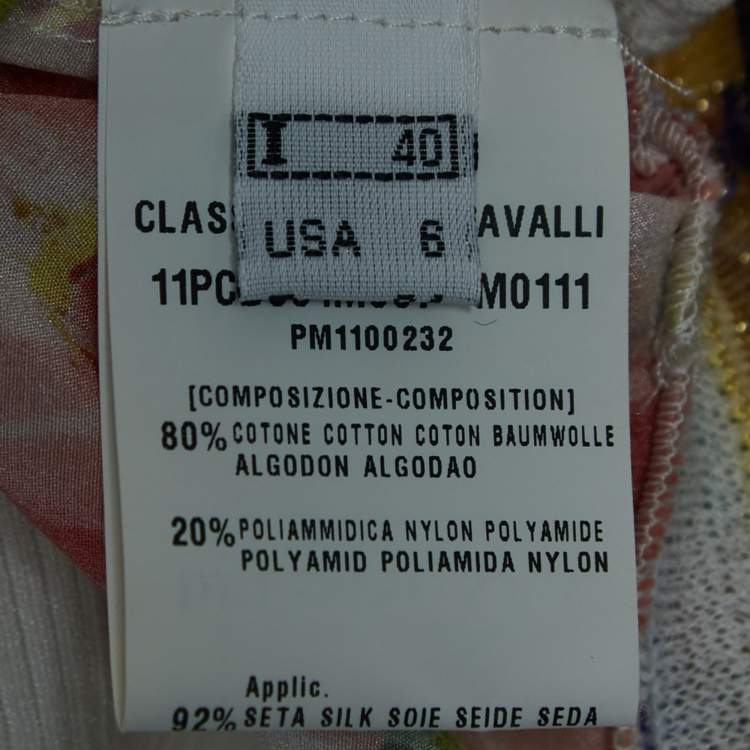 I 40
USA 6
CLAS AVALLI
11PC M0111
PM1100232
[COMPOSIZIONE-COMPOSITION]
80% COTONE COTTON COTON BAUMWOLLE
ALGODON ALGODAO
20% POLIAMMIDICA NYLON POLYAMIDE
POLYAMID POLIAMIDA NYLON
Applic.
92% SETA SILK SOIE SEIDE SEDA